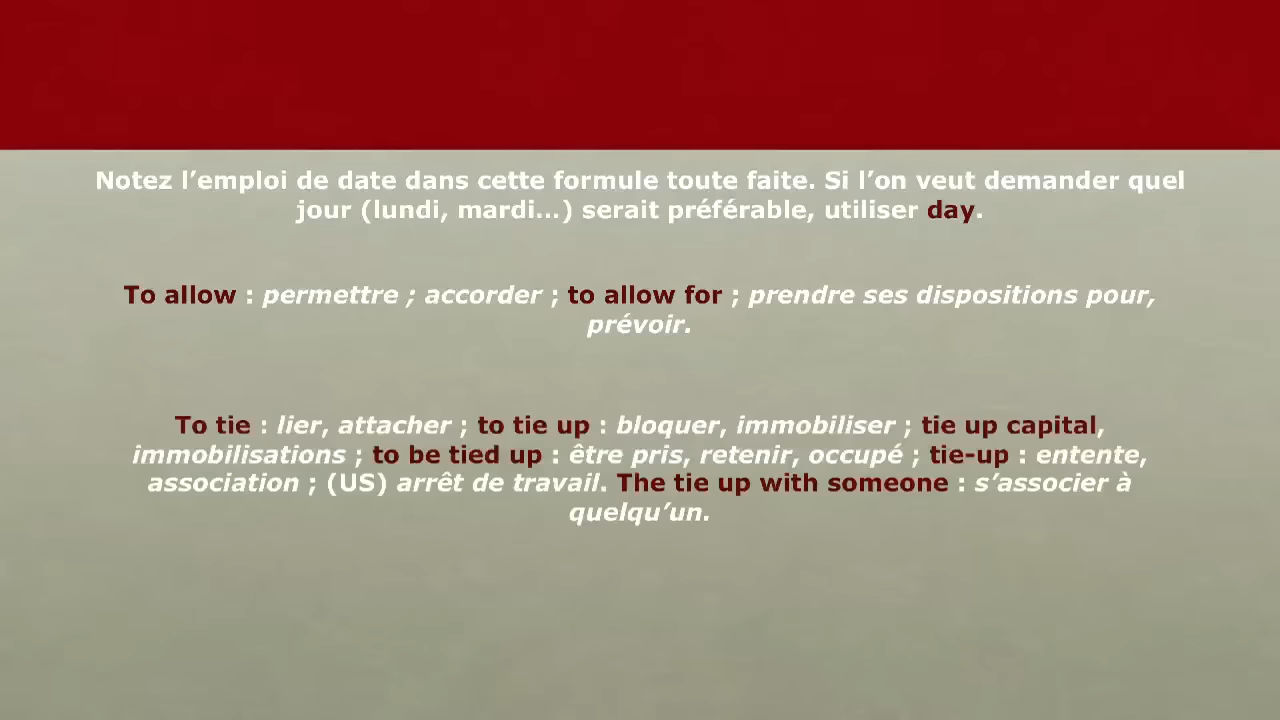 Notez l’emploi de date dans cette formule toute faite. Si l’on veut demander quel
jour (lundi, mardi…) serait préférable, utiliser day.
To allow : permettre ; accorder ; to allow for ; prendre ses dispositions pour,
prévoir.
To tie : lier, attacher ; to tie up : bloquer, immobiliser ; tie up capital,
immobilisations ; to be tied up : être pris, retenir, occupé ; tie-up : entente,
association ; (US) arrêt de travail. The tie up with someone : s’associer à
quelqu’un.